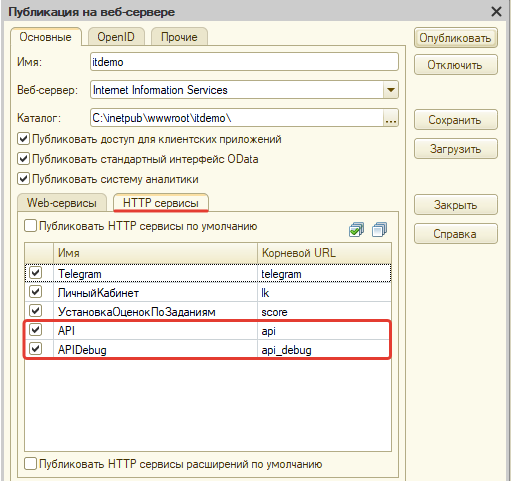 Публикация на веб-сервере
Основные OpenID Прочие
Опубликовать
Имя: itdemo
Отключить
Веб-сервер: Internet Information Services
Каталог: C:\inetpub\wwwroot\itdemo\ ...
Сохранить
Публиковать доступ для клиентских приложений
Загрузить
Публиковать стандартный интерфейс OData
Публиковать систему аналитики
Web-сервисы HTTP сервисы
Закрыть
Публиковать HTTP сервисы по умолчанию
Справка
Имя Корневой URL
Telegram telegram
ЛичныйКабинет lk
УстановкаОценокПоЗаданиям score
API api
APIDebug api_debug
Публиковать HTTP сервисы расширений по умолчанию